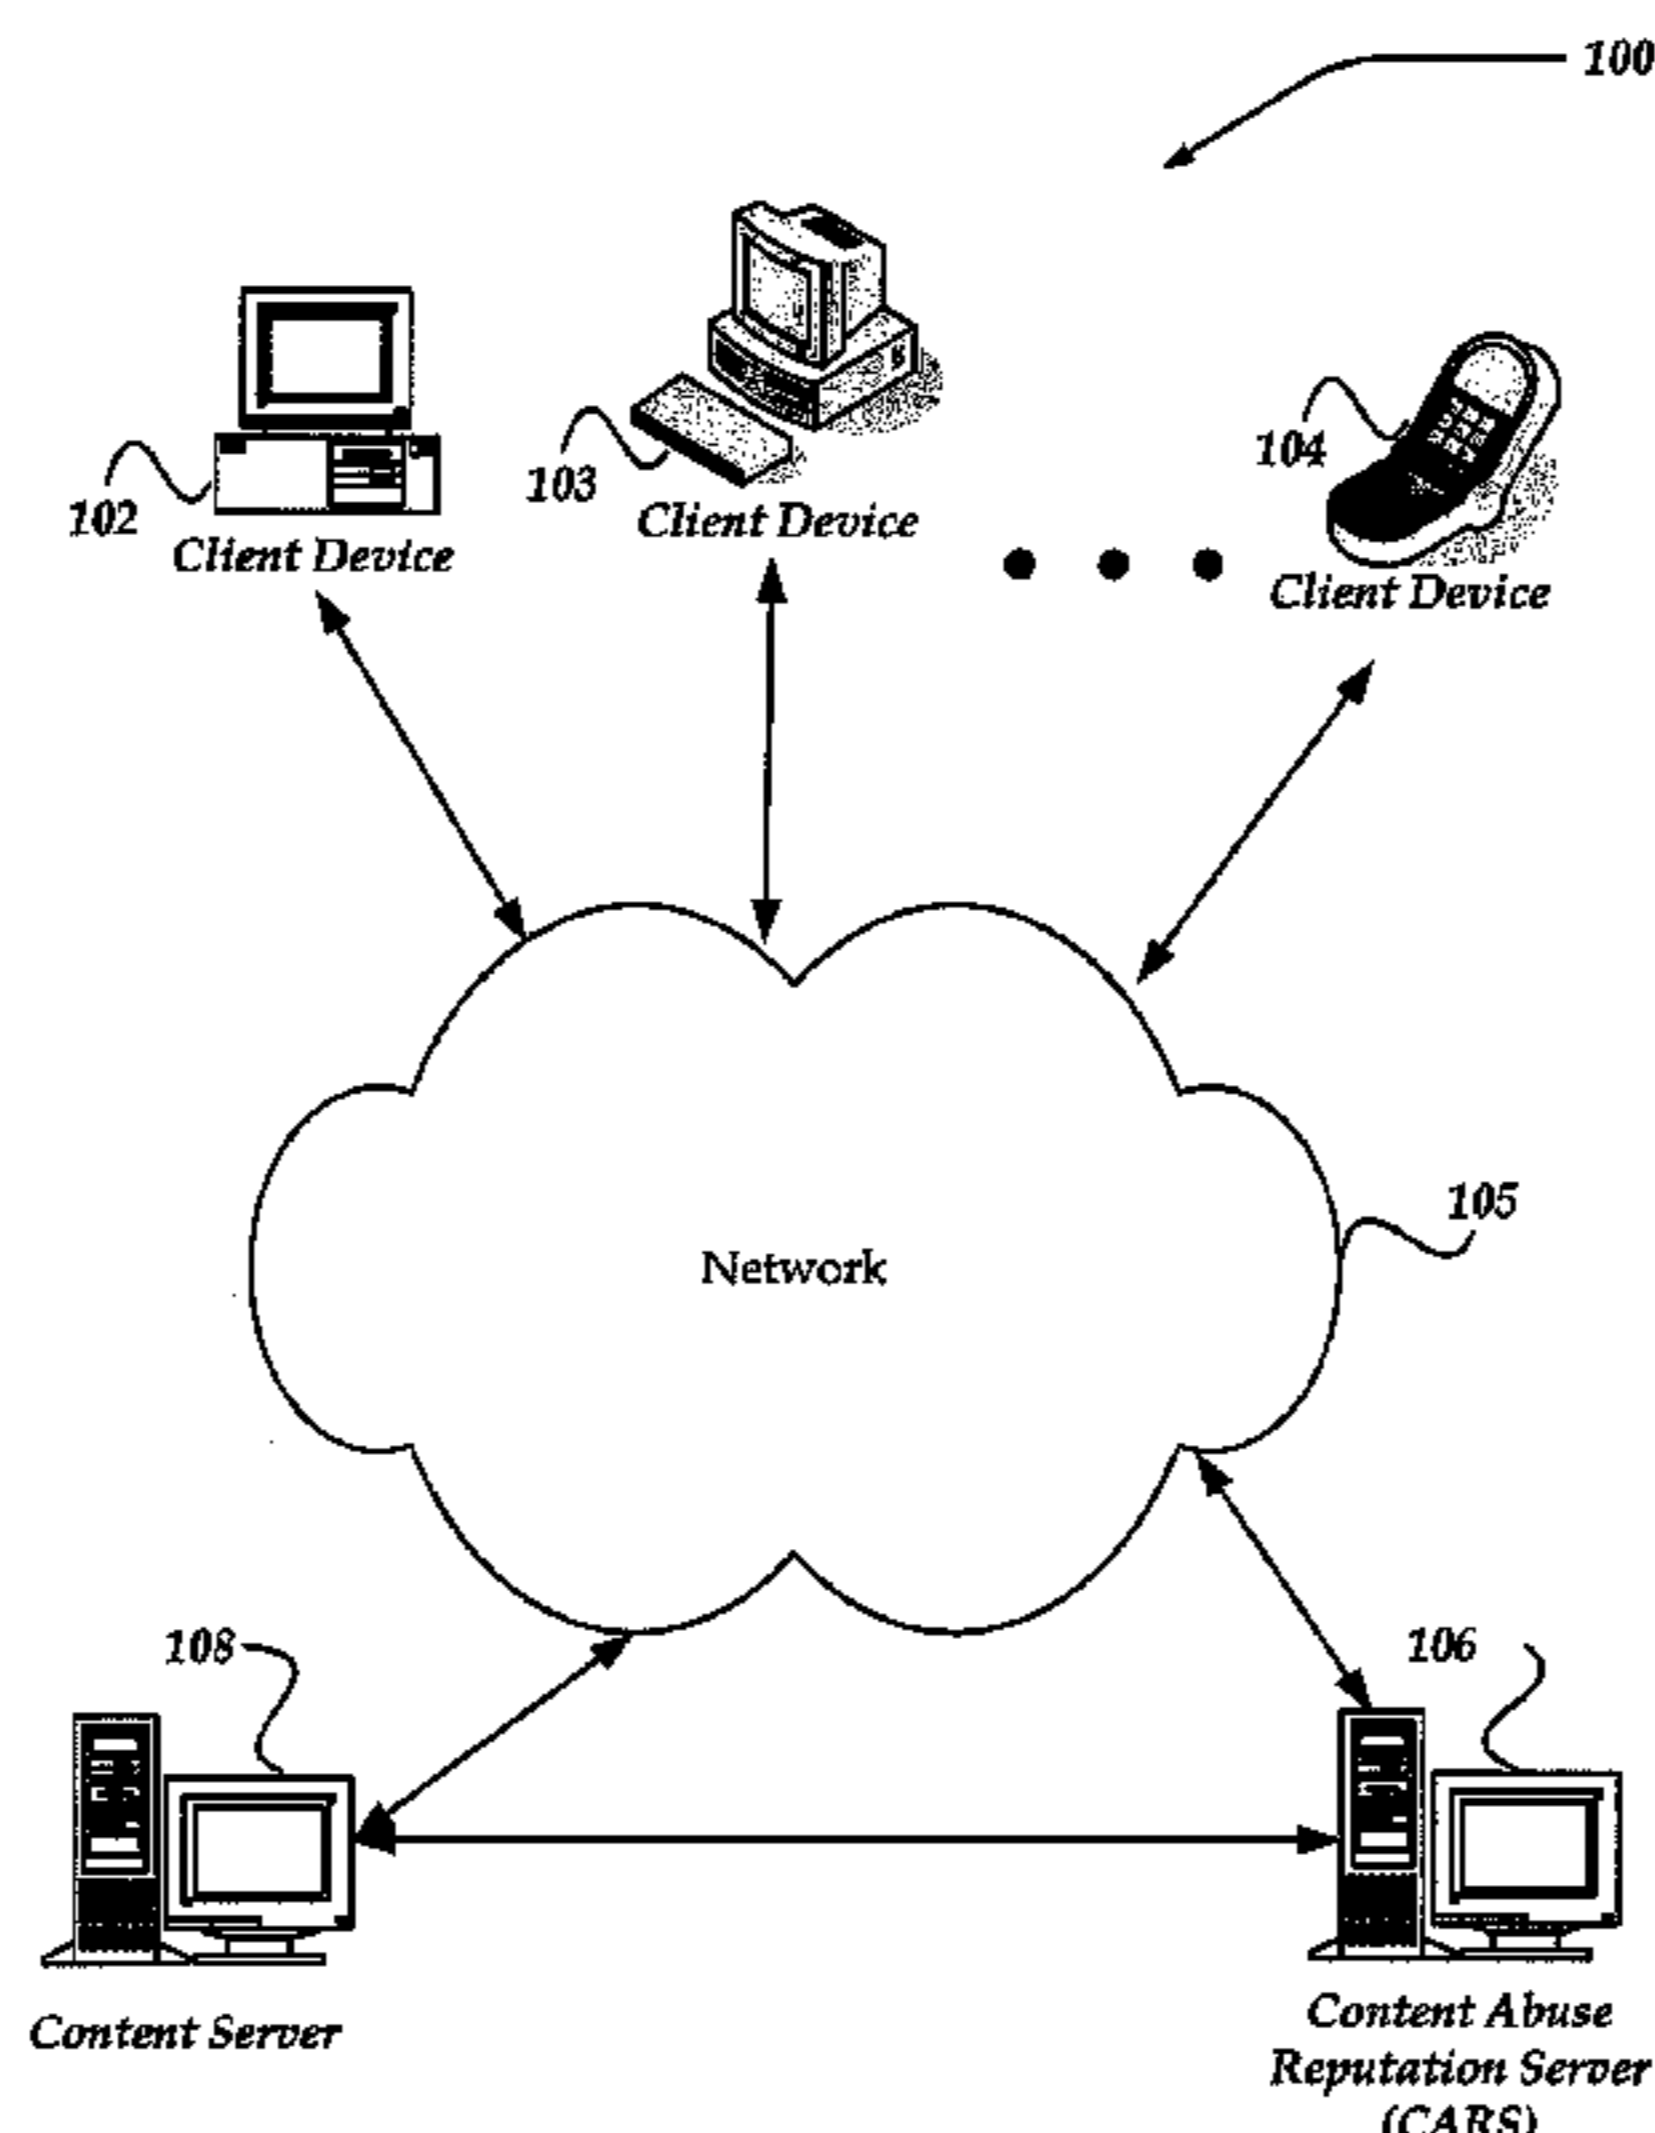 100
102
Client Device
103
Client Device
104
Client Device
Network
105
108
Content Server
106
Content Abuse
Reputation Server
(CARS)